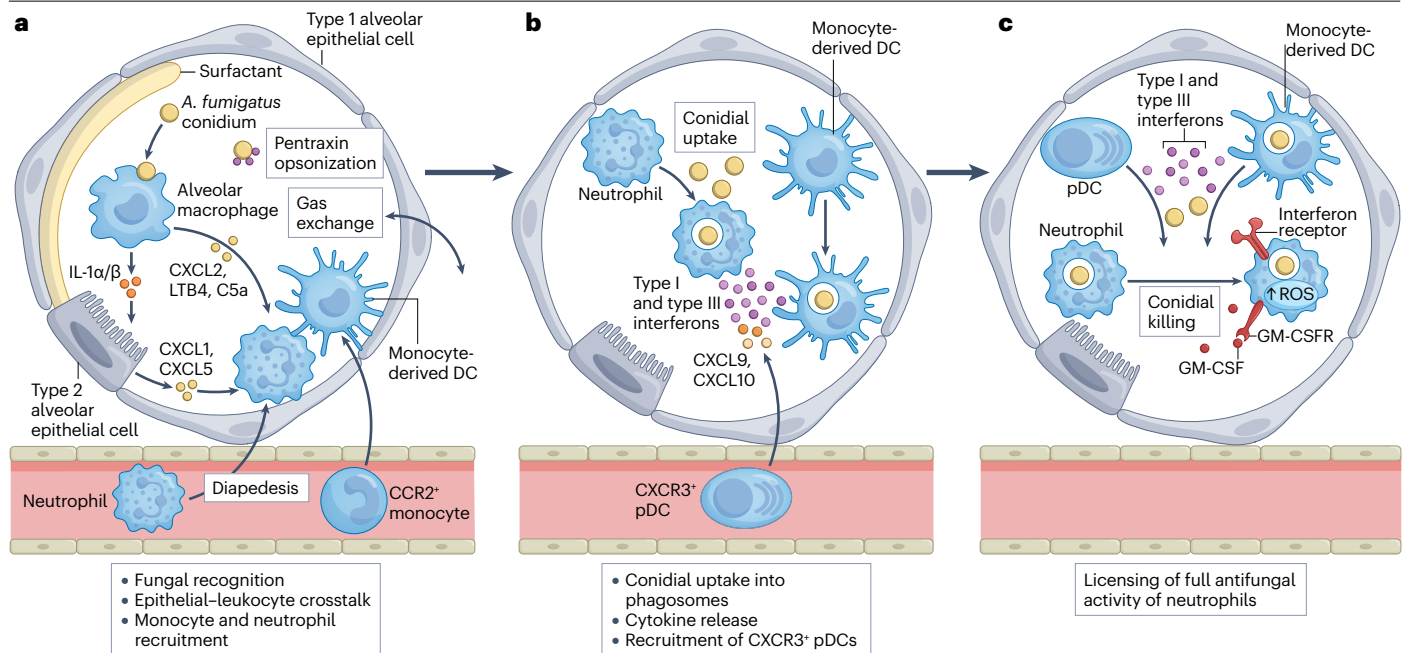 a
Type 1 alveolar
epithelial cell
Surfactant
A. fumigatus
conidium
Pentraxin
opsonization
Alveolar
macrophage
Gas
exchange
IL-1α/β
CXCL2,
LTB4, C5a
CXCL1,
CXCL5
Monocyte-
derived DC
Type 2
alveolar
epithelial cell
Neutrophil
Diapedesis
CCR2⁺
monocyte
• Fungal recognition
• Epithelial–leukocyte crosstalk
• Monocyte and neutrophil
recruitment
b
Monocyte-
derived DC
Conidial
uptake
Neutrophil
Type I
and type III
interferons
CXCL9,
CXCL10
CXCR3⁺
pDC
• Conidial uptake into
phagosomes
• Cytokine release
• Recruitment of CXCR3⁺ pDCs
c
Monocyte-
derived DC
Type I and
type III
interferons
pDC
Neutrophil
Interferon
receptor
↑ROS
Conidial
killing
GM-CSFR
GM-CSF
Licensing of full antifungal
activity of neutrophils